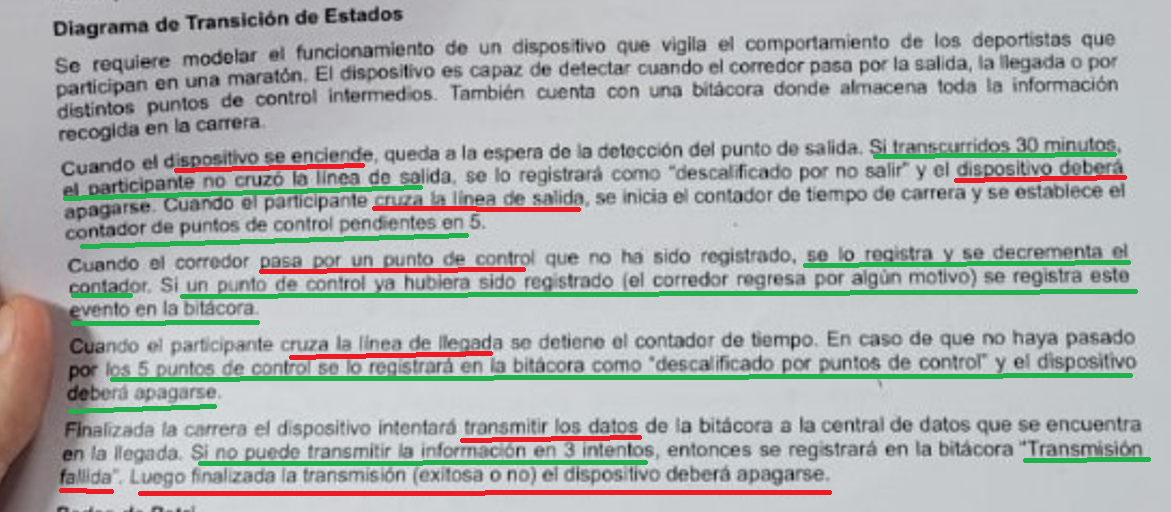 Diagrama de Transición de Estados
Se requiere modelar el funcionamiento de un dispositivo que vigila el comportamiento de los deportistas que
participan en una maratón. El dispositivo es capaz de detectar cuando el corredor pasa por la salida, la llegada o por
distintos puntos de control intermedios. También cuenta con una bitácora donde almacena toda la información
recogida en la carrera.
Cuando el dispositivo se enciende, queda a la espera de la detección del punto de salida. Si transcurridos 30 minutos,
el participante no cruzó la línea de salida, se lo registrará como "descalificado por no salir" y el dispositivo deberá
apagarse. Cuando el participante cruza la línea de salida, se inicia el contador de tiempo de carrera y se establece el
contador de puntos de control pendientes en 5.
Cuando el corredor pasa por un punto de control que no ha sido registrado, se lo registra y se decrementa el
contador. Si un punto de control ya hubiera sido registrado (el corredor regresa por algún motivo) se registra este
evento en la bitácora.
Cuando el participante cruza la línea de llegada se detiene el contador de tiempo. En caso de que no haya pasado
por los 5 puntos de control se lo registrará en la bitácora como "descalificado por puntos de control" y el dispositivo
deberá apagarse.
Finalizada la carrera el dispositivo intentará transmitir los datos de la bitácora a la central de datos que se encuentra
en la llegada. Si no puede transmitir la información en 3 intentos, entonces se registrará en la bitácora "Transmisión
fallida". Luego finalizada la transmisión (exitosa o no) el dispositivo deberá apagarse.